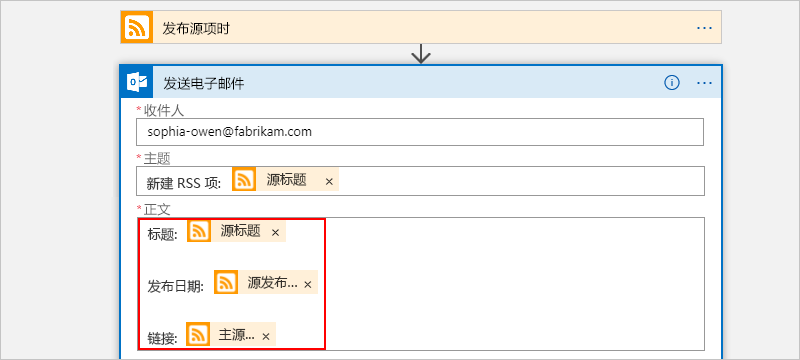 发布源项时 ...
发送电子邮件 ...
*收件人
sophia-owen@fabrikam.com
*主题
新建 RSS 项: 源标题 ×
*正文
标题: 源标题 ×
发布日期: 源发布... ×
链接: 主源... ×